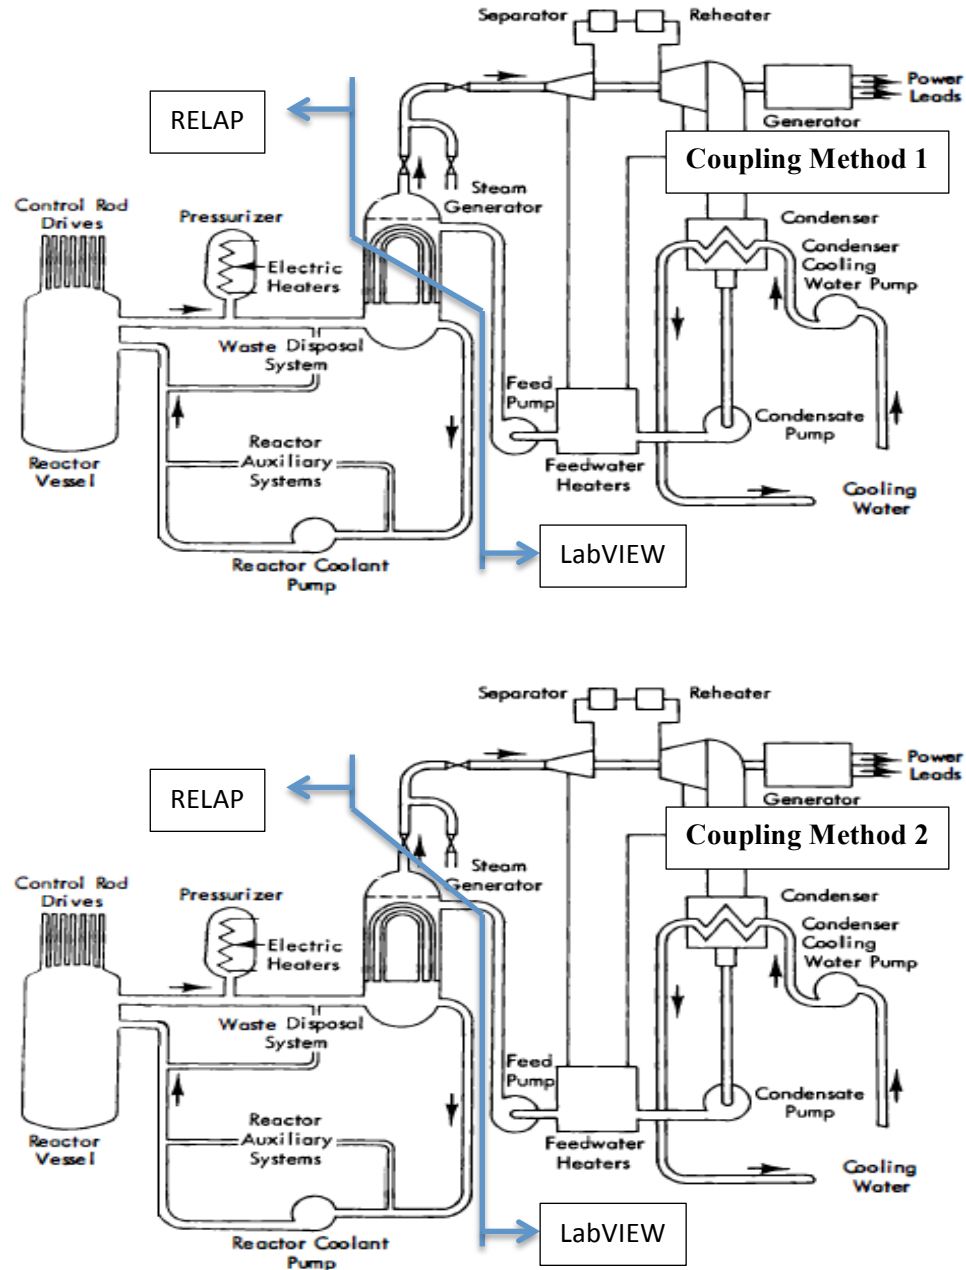 Separator
Reheater
RELAP
Power
Leads
Generator
Coupling Method 1
Control Rod
Drives
Pressurizer
Electric
Heaters
Steam
Generator
Condenser
Condenser
Cooling
Water Pump
Waste Disposal
System
Feed
Pump
Condensate
Pump
Reactor
Auxiliary
Systems
Reactor
Vessel
Feedwater
Heaters
Cooling
Water
Reactor Coolant
Pump
LabVIEW
Separator
Reheater
RELAP
Power
Leads
Generator
Coupling Method 2
Control Rod
Drives
Pressurizer
Electric
Heaters
Steam
Generator
Condenser
Condenser
Cooling
Water Pump
Waste Disposal
System
Feed
Pump
Condensate
Pump
Reactor
Auxiliary
Systems
Reactor
Vessel
Feedwater
Heaters
Cooling
Water
Reactor Coolant
Pump
LabVIEW